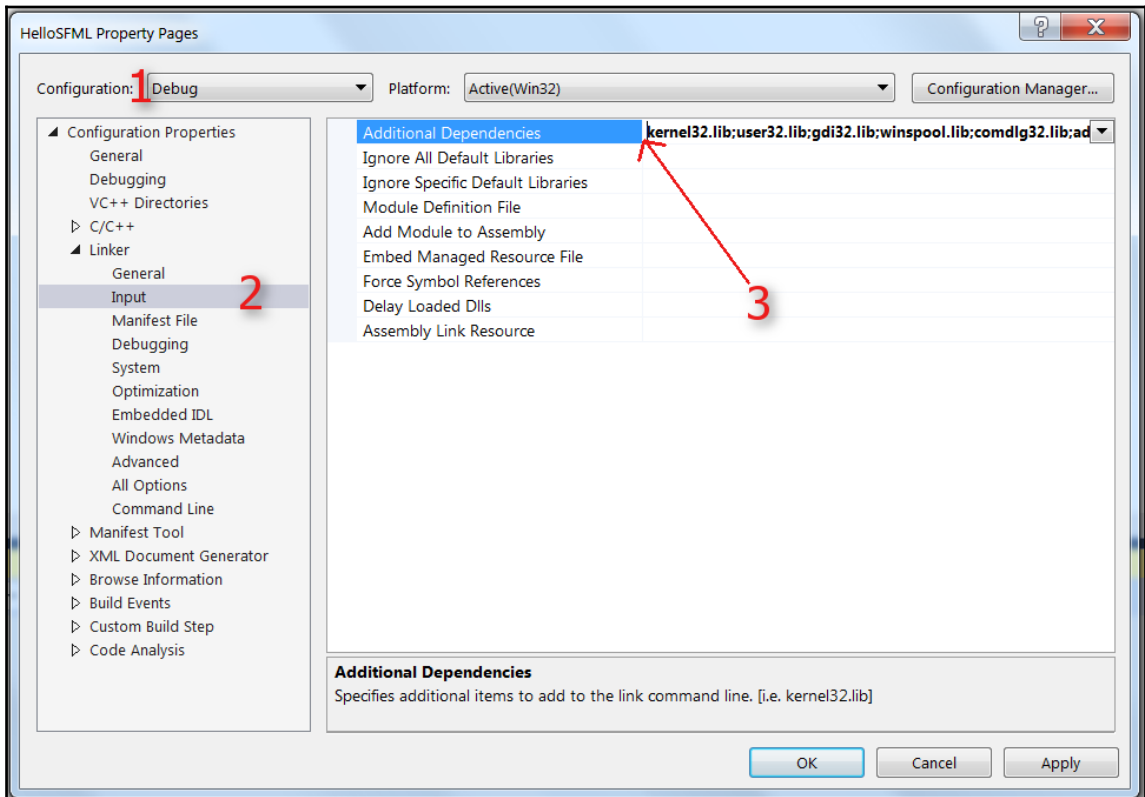 HelloSFML Property Pages
Configuration: 1 Debug Platform: Active(Win32) Configuration Manager...
Configuration Properties
General
Debugging
VC++ Directories
C/C++
Linker
General
Input 2
Manifest File
Debugging
System
Optimization
Embedded IDL
Windows Metadata
Advanced
All Options
Command Line
Manifest Tool
XML Document Generator
Browse Information
Build Events
Custom Build Step
Code Analysis
Additional Dependencies kernel32.lib;user32.lib;gdi32.lib;winspool.lib;comdlg32.lib;ad
Ignore All Default Libraries
Ignore Specific Default Libraries
Module Definition File
Add Module to Assembly
Embed Managed Resource File
Force Symbol References
Delay Loaded Dlls
3
Assembly Link Resource
Additional Dependencies
Specifies additional items to add to the link command line. [i.e. kernel32.lib]
OK Cancel Apply